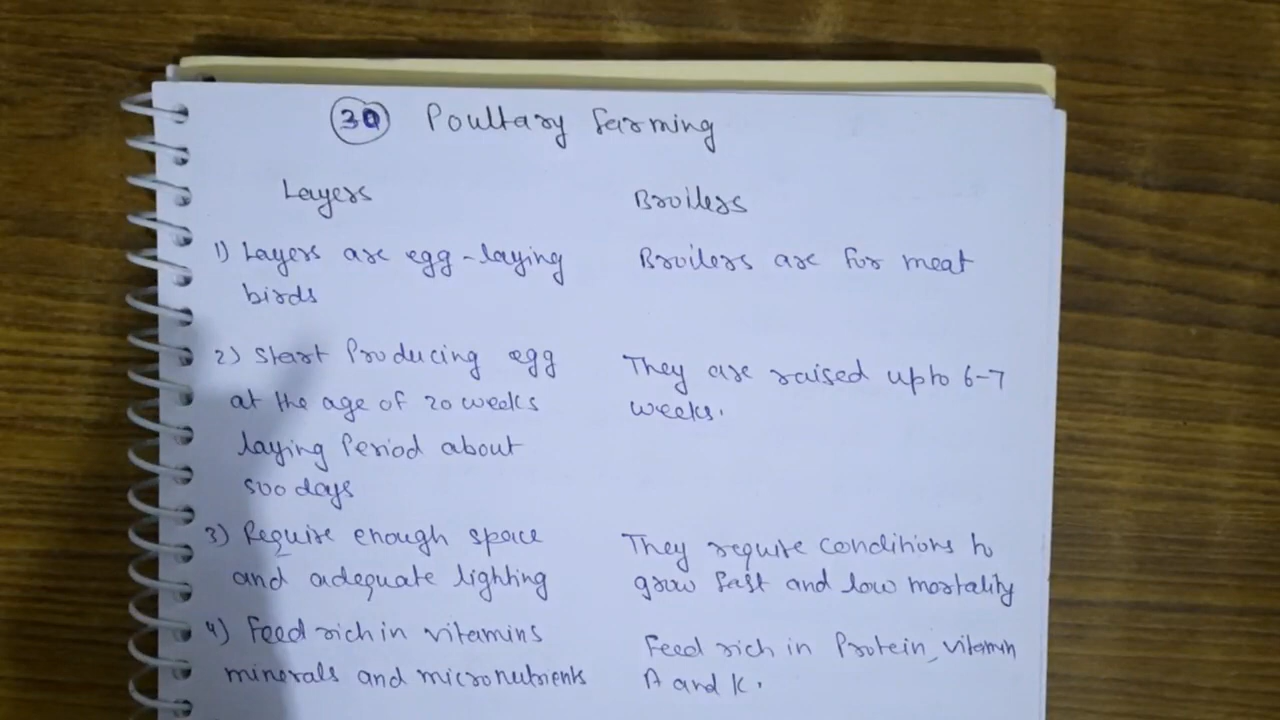 30 Poultary farming
Layers
Broilers
1) Layers are egg-laying
birds
Broilers are for meat
2) Start Producing egg
at the age of 20 weeks
laying Period about
500 days
They are raised upto 6-7
weeks.
3) Require enough space
and adequate lighting
They require conditions to
grow fast and low mortality
4) Feed rich in vitamins
minerals and micronutrients
Feed rich in Protein, vitamin
A and K.